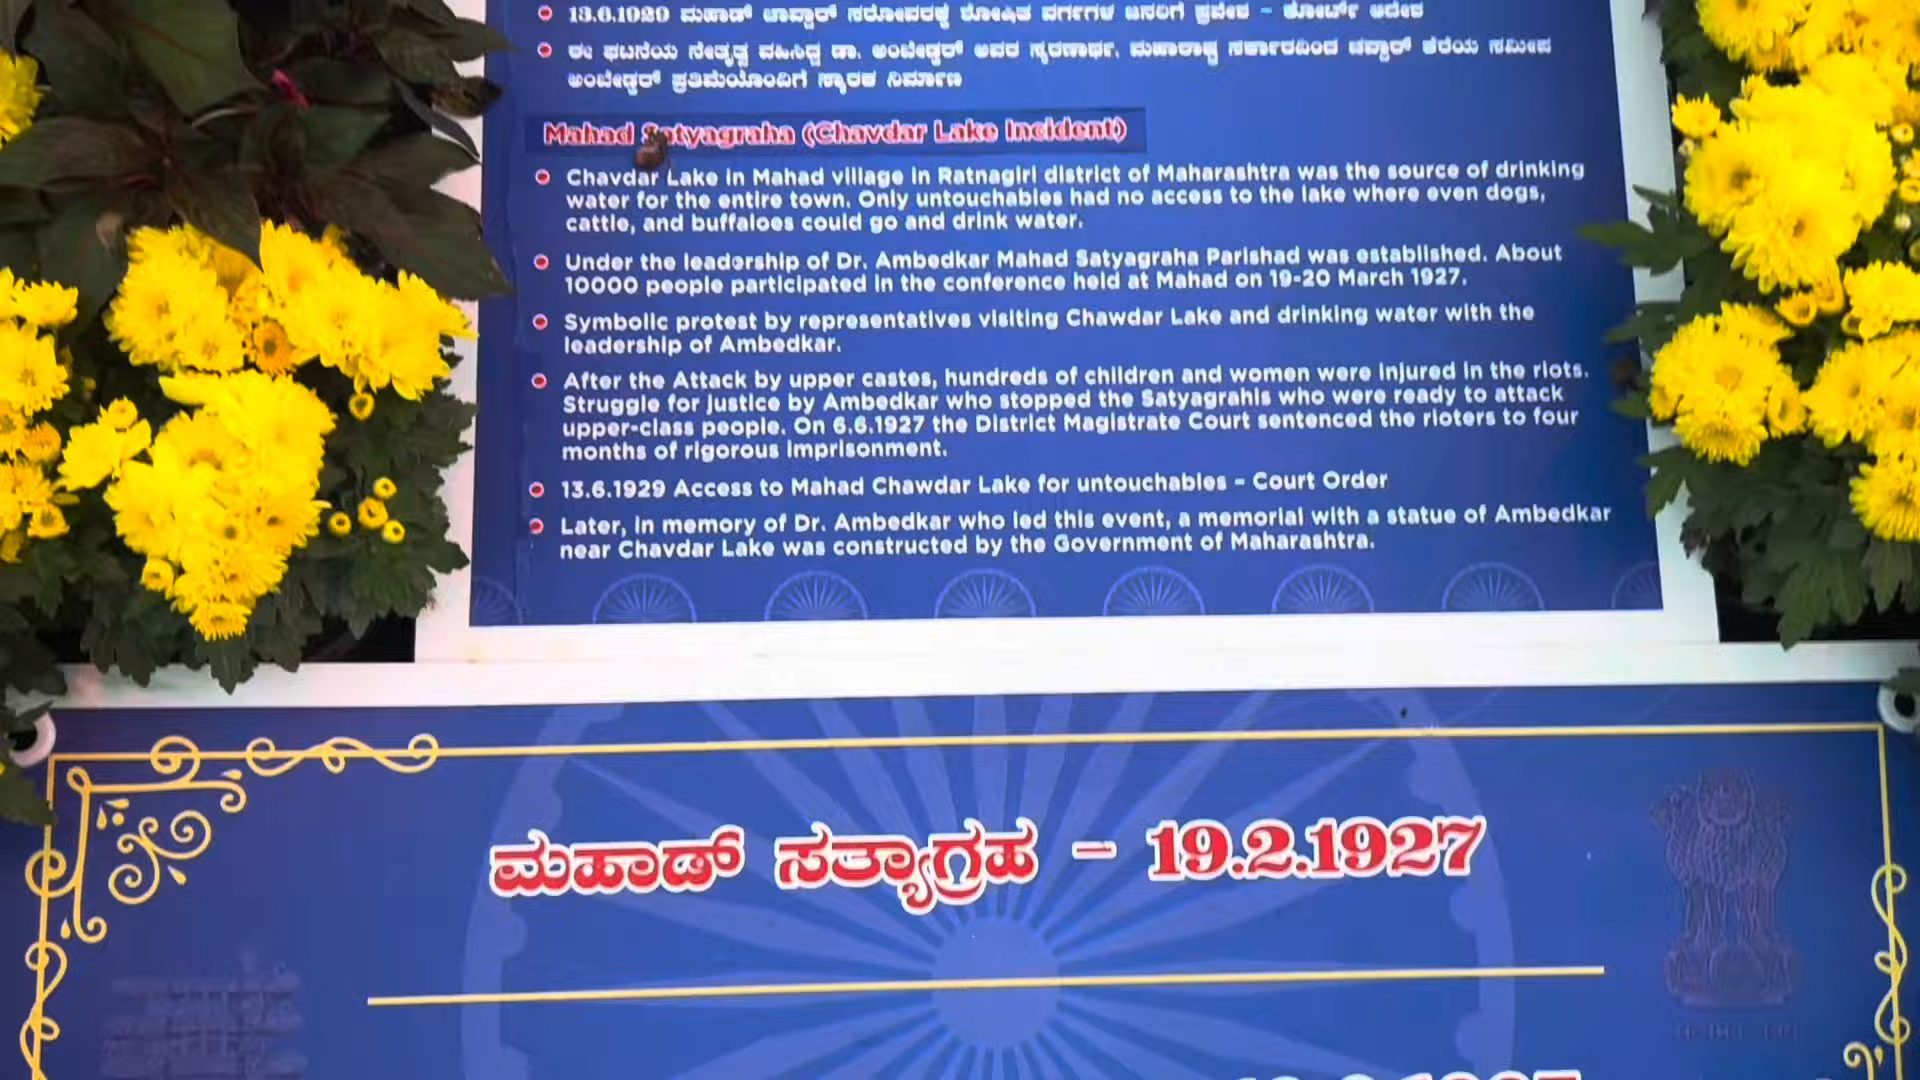 • 13.6.1929 ಮಹಾಡ್ ಚಾವ್ದಾರ್ ಸರೋವರಕ್ಕೆ ಶೋಷಿತ ವರ್ಗಗಳ ಜನರಿಗೆ ಪ್ರವೇಶ – ಕೋರ್ಟ್ ಆದೇಶ
• ಈ ಘಟನೆಯ ನೇತೃತ್ವ ವಹಿಸಿದ್ದ ಡಾ. ಅಂಬೇಡ್ಕರ್ ಅವರ ಸ್ಮರಣಾರ್ಥ, ಮಹಾರಾಷ್ಟ್ರ ಸರ್ಕಾರದಿಂದ ಚವ್ದಾರ್ ಕೆರೆಯ ಸಮೀಪ
ಅಂಬೇಡ್ಕರ್ ಪ್ರತಿಮೆಯೊಂದಿಗೆ ಸ್ಮಾರಕ ನಿರ್ಮಾಣ
Mahad Satyagraha (Chavdar Lake Incident)
• Chavdar Lake in Mahad village in Ratnagiri district of Maharashtra was the source of drinking
water for the entire town. Only untouchables had no access to the lake where even dogs,
cattle, and buffaloes could go and drink water.
• Under the leadership of Dr. Ambedkar Mahad Satyagraha Parishad was established. About
10000 people participated in the conference held at Mahad on 19-20 March 1927.
• Symbolic protest by representatives visiting Chawdar Lake and drinking water with the
leadership of Ambedkar.
• After the Attack by upper castes, hundreds of children and women were injured in the riots.
Struggle for justice by Ambedkar who stopped the Satyagrahis who were ready to attack
upper-class people. On 6.6.1927 the District Magistrate Court sentenced the rioters to four
months of rigorous imprisonment.
• 13.6.1929 Access to Mahad Chawdar Lake for untouchables – Court Order
• Later, in memory of Dr. Ambedkar who led this event, a memorial with a statue of Ambedkar
near Chavdar Lake was constructed by the Government of Maharashtra.
ಮಹಾಡ್ ಸತ್ಯಾಗ್ರಹ – 19.2.1927